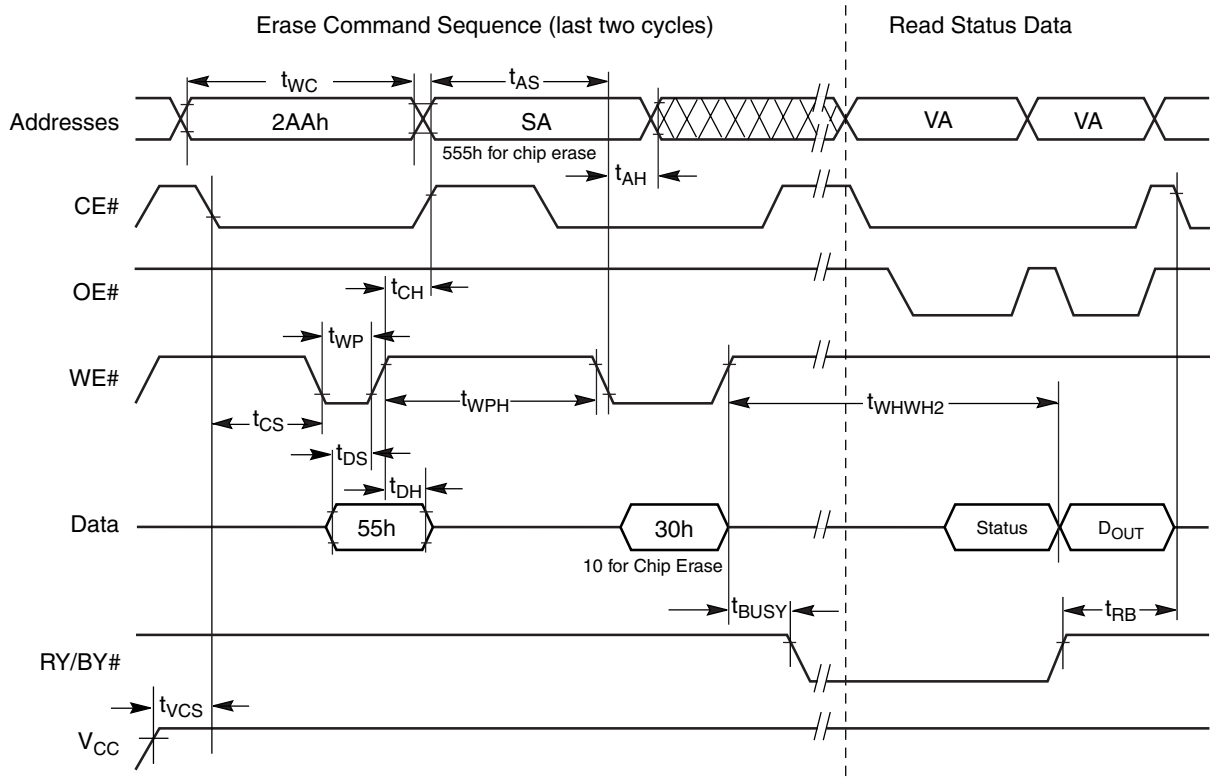 Erase Command Sequence (last two cycles) Read Status Data
tWC tAS
Addresses 2AAh SA VA VA
555h for chip erase
tAH
CE#
OE# tCH
tWP
WE#
tWPH tWHWH2
tCS
tDS
tDH
Data 55h 30h Status DOUT
10 for Chip Erase
tBUSY tRB
RY/BY#
tVCS
VCC